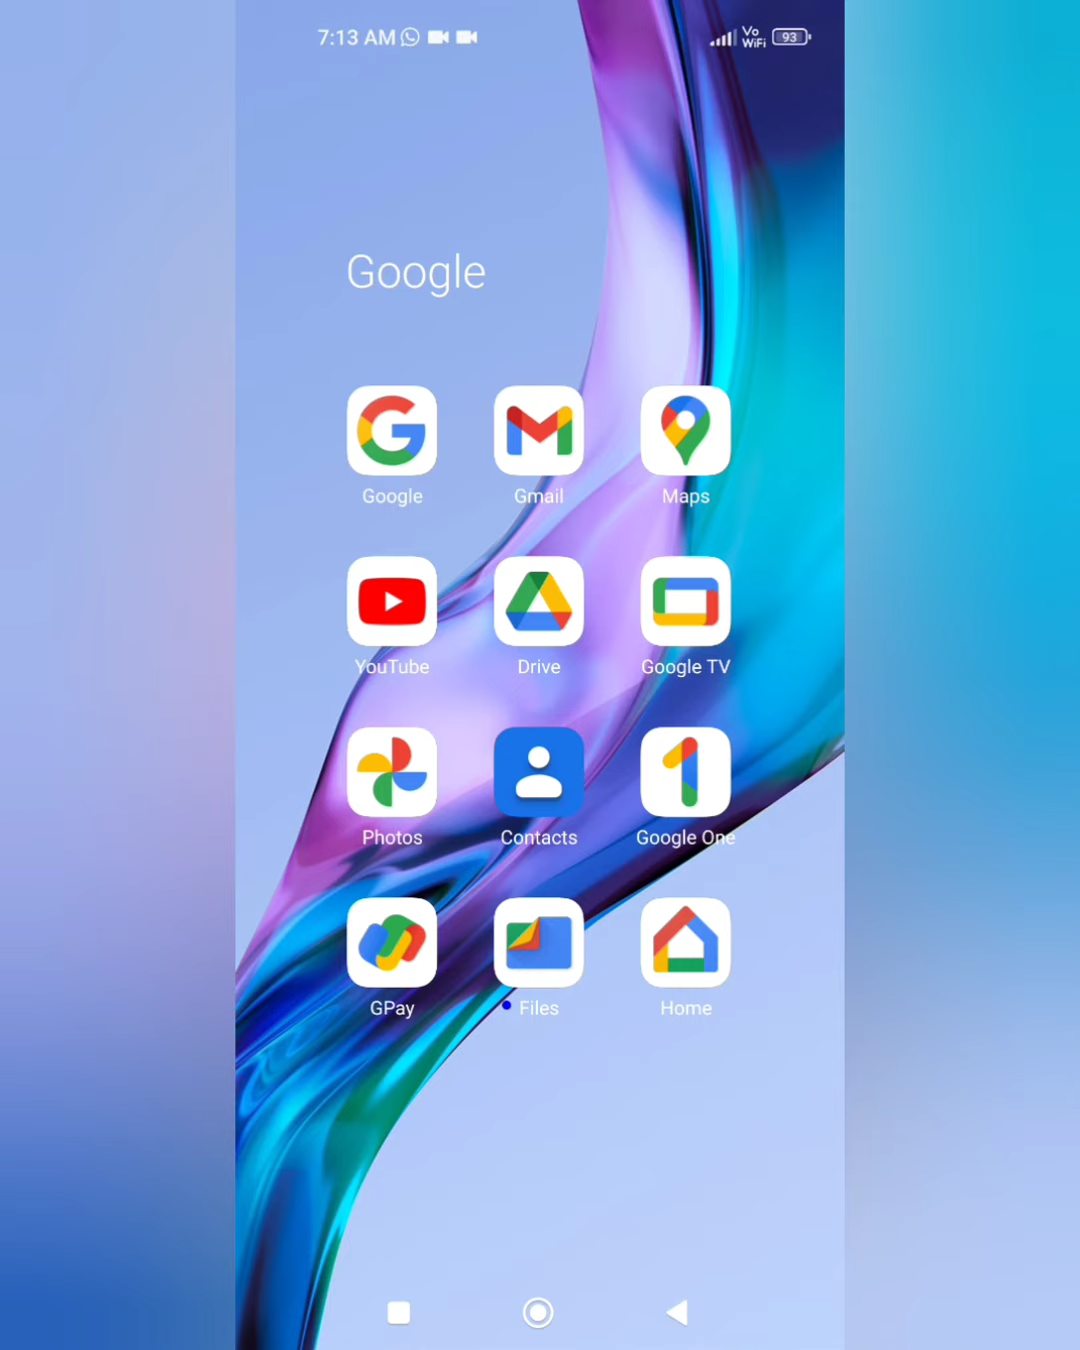 7:13 AM Vo WiFi 93
Google
Google Gmail Maps
YouTube Drive Google TV
Photos Contacts Google One
GPay Files Home